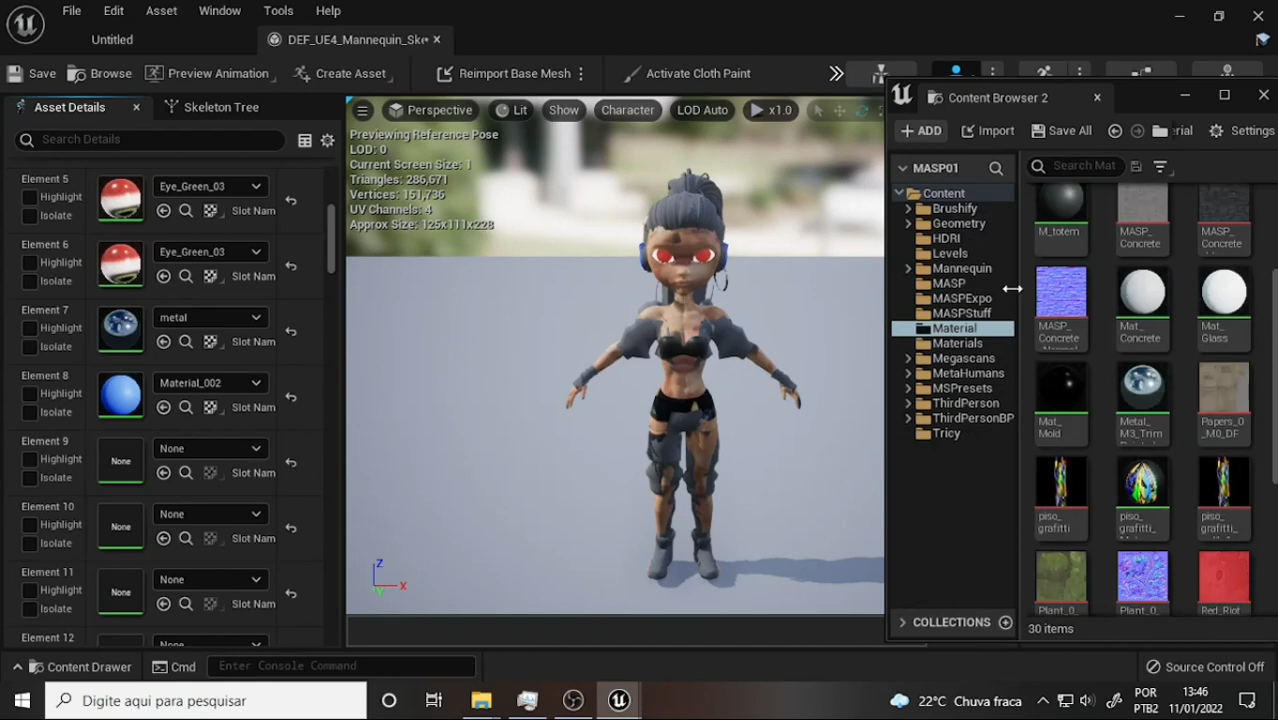 File Edit Asset Window Tools Help
Untitled
DEF_UE4_Mannequin_Ske
Save Browse Preview Animation Create Asset Reimport Base Mesh Activate Cloth Paint
Asset Details Skeleton Tree
Search Details
Element 5
Highlight
Isolate
Eye_Green_03
Slot Nam
Element 6
Highlight
Isolate
Eye_Green_03
Slot Nam
Element 7
Highlight
Isolate
metal
Slot Nam
Element 8
Highlight
Isolate
Material_002
Slot Nam
Element 9
Highlight
Isolate
None
None
Slot Nam
Element 10
Highlight
Isolate
None
None
Slot Nam
Element 11
Highlight
Isolate
None
None
Slot Nam
Element 12
Perspective Lit Show Character LOD Auto x1.0
Previewing Reference Pose
LOD: 0
Current Screen Size: 1
Triangles: 286,671
Vertices: 151,736
UV Channels: 4
Approx Size: 125x111x228
Z
X
Y
Content Browser 2
ADD Import Save All erial Settings
MASP01
Search Mat
Content
Brushify
Geometry
HDRI
Levels
Mannequin
MASP
MASPExpo
MASPStuff
Material
Materials
Megascans
MetaHumans
MSPresets
ThirdPerson
ThirdPersonBP
Tricy
COLLECTIONS
M_totem
MASP_
Concrete
MASP_
Concrete
MASP_
Concrete
Mat_
Concrete
Mat_
Glass
Mat_
Mold
Metal_
M3_Trim
Papers_0
_M0_DF
piso_
grafitti
piso_
grafitti_
piso_
grafitti
Plant_0_
Plant_0_
Red_Riot
30 items
Content Drawer Cmd Enter Console Command Source Control Off
Digite aqui para pesquisar
22°C Chuva fraca
POR
PTB2
13:46
11/01/2022